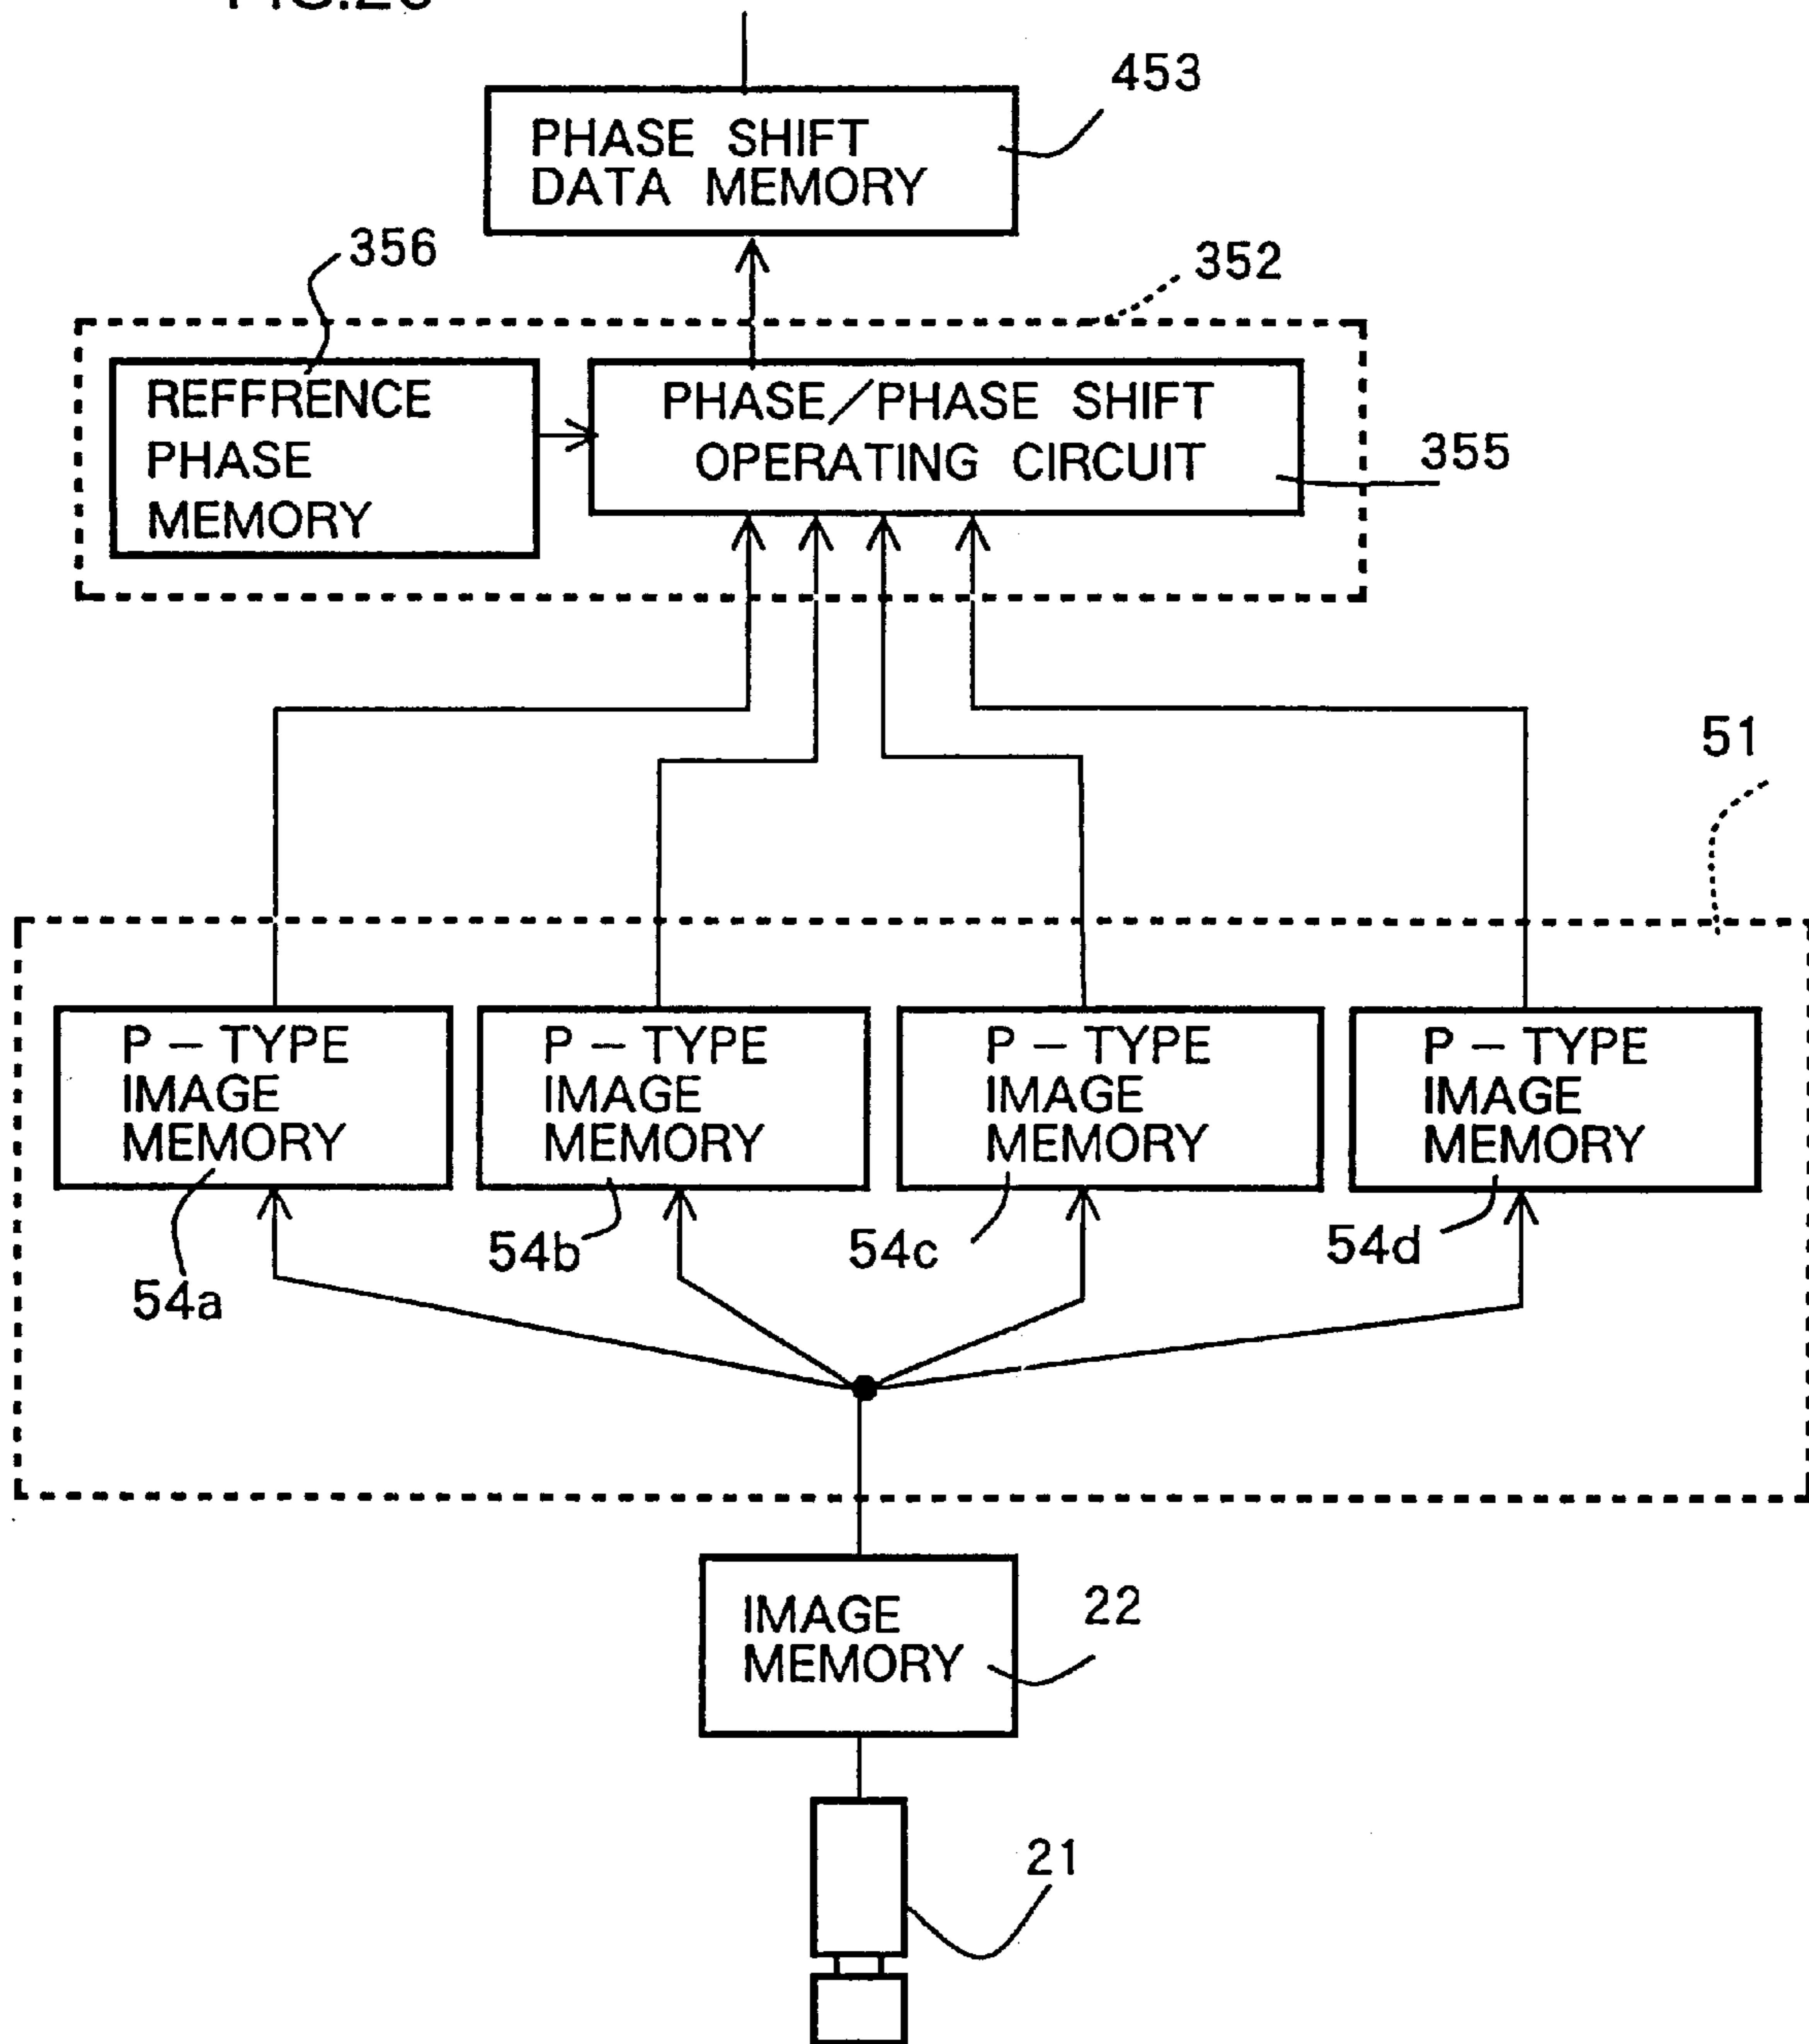 453
PHASE SHIFT
DATA MEMORY
356
352
REFFRENCE
PHASE
MEMORY
PHASE/PHASE SHIFT
OPERATING CIRCUIT
355
51
P-TYPE
IMAGE
MEMORY
P-TYPE
IMAGE
MEMORY
P-TYPE
IMAGE
MEMORY
P-TYPE
IMAGE
MEMORY
54a
54b
54c
54d
IMAGE
MEMORY
22
21